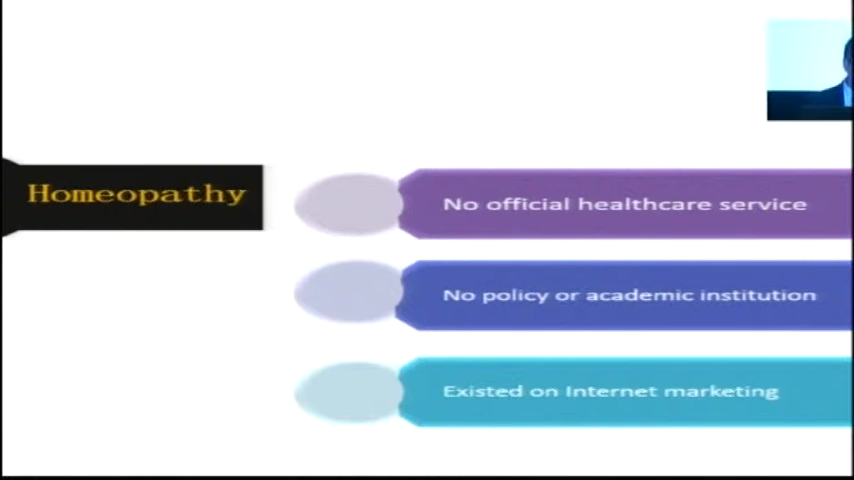 Homeopathy
No official healthcare service
No policy or academic institution
Existed on Internet marketing